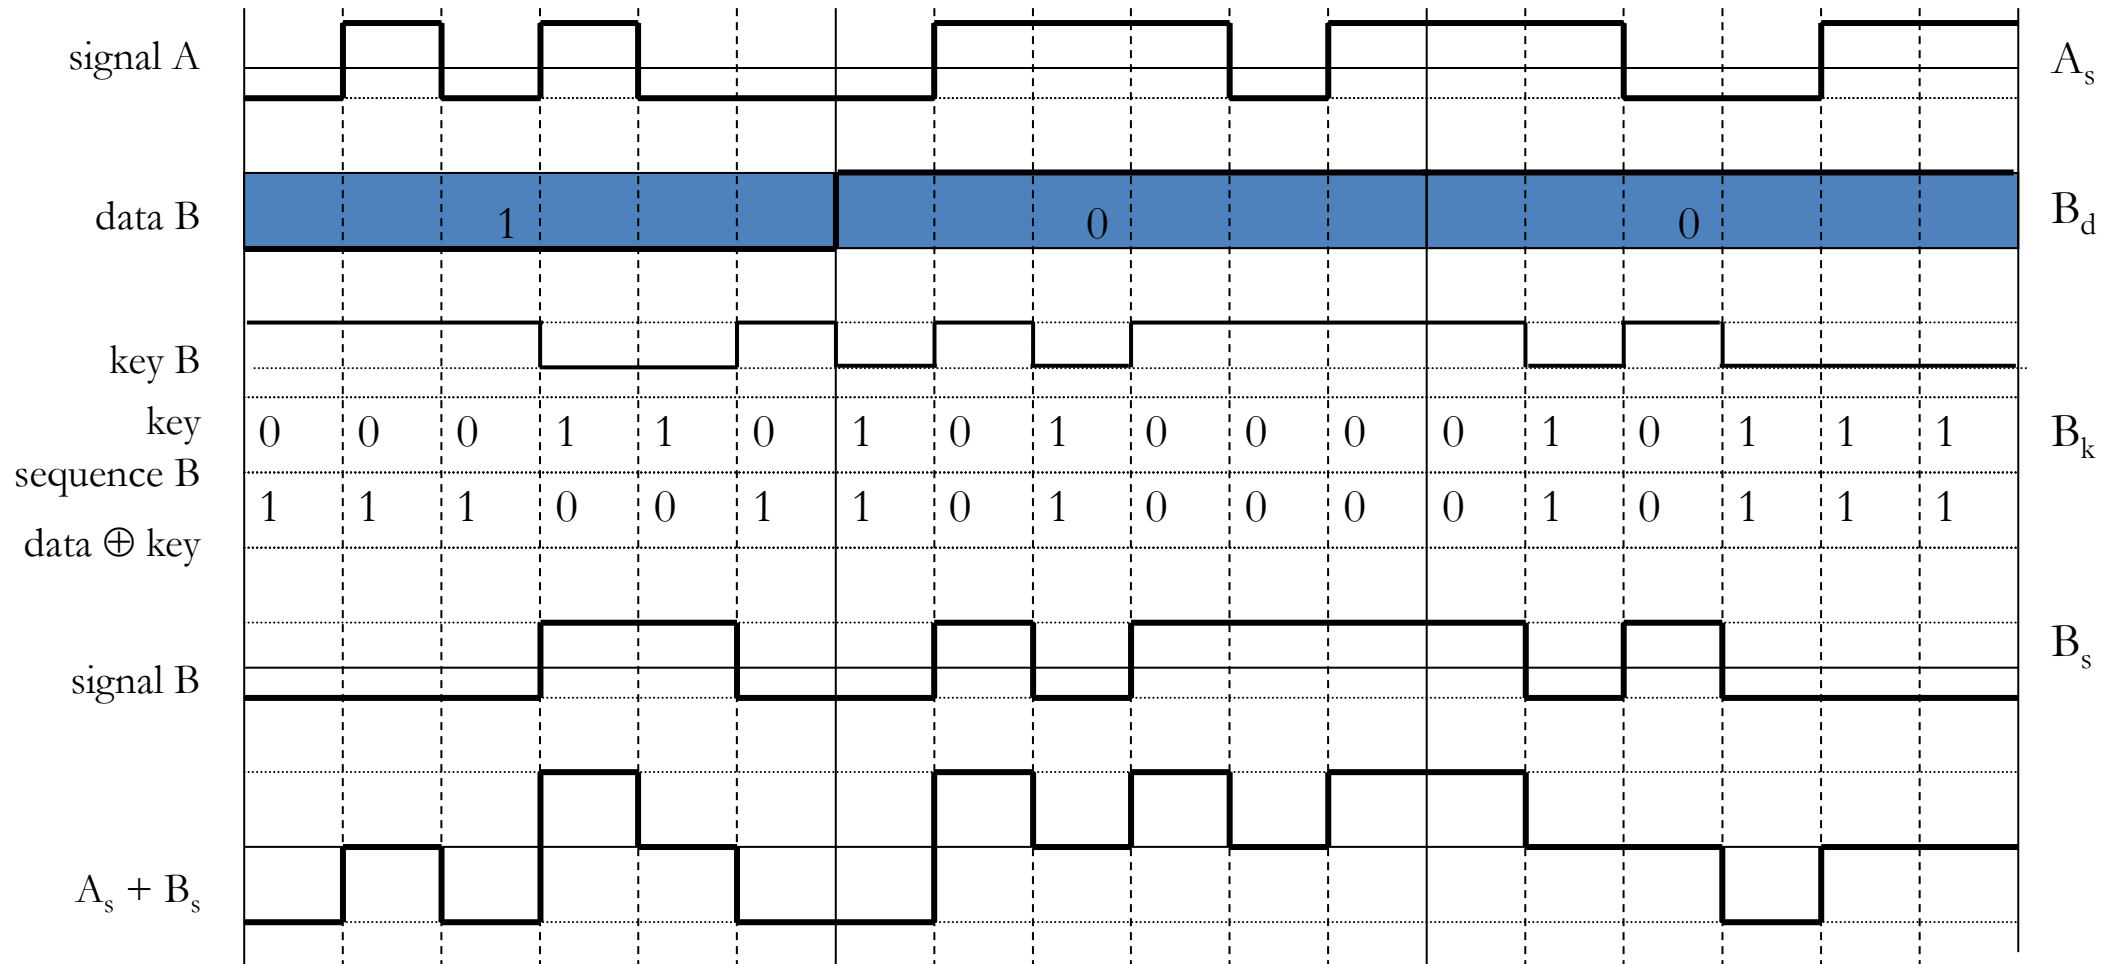 signal A A_s
data B 1 0 0 B_d
key B
key 0 0 0 1 1 0 1 0 1 0 0 0 0 1 0 1 1 1 B_k
sequence B
1 1 1 0 0 1 1 0 1 0 0 0 0 1 0 1 1 1
data ⊕ key
signal B B_s
A_s + B_s